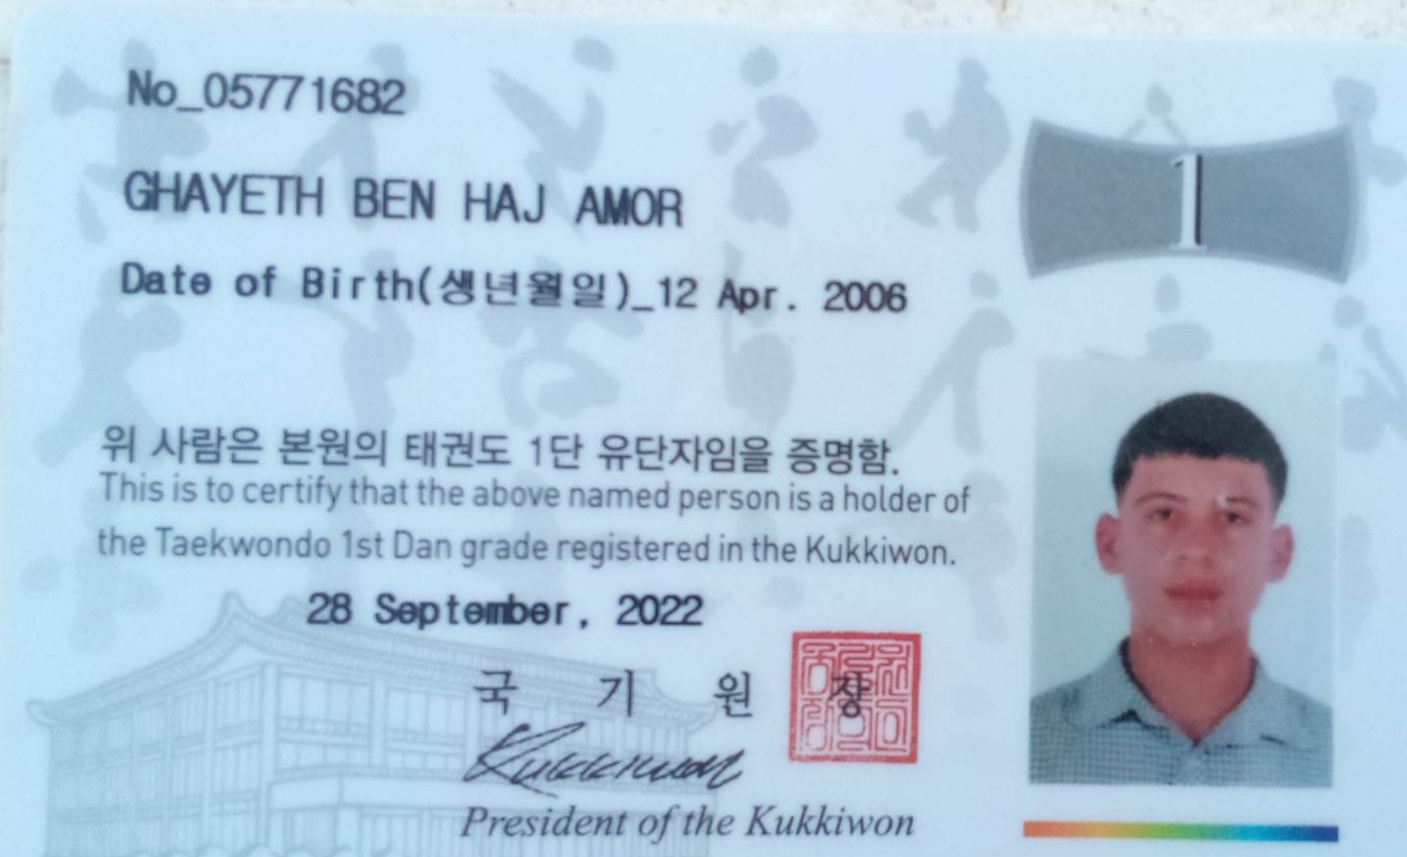 No_05771682
1
GHAYETH BEN HAJ AMOR
Date of Birth(생년월일)_12 Apr. 2006
위 사람은 본원의 태권도 1단 유단자임을 증명함.
This is to certify that the above named person is a holder of
the Taekwondo 1st Dan grade registered in the Kukkiwon.
28 September, 2022
국 기 원 장
Kukkiwon
President of the Kukkiwon